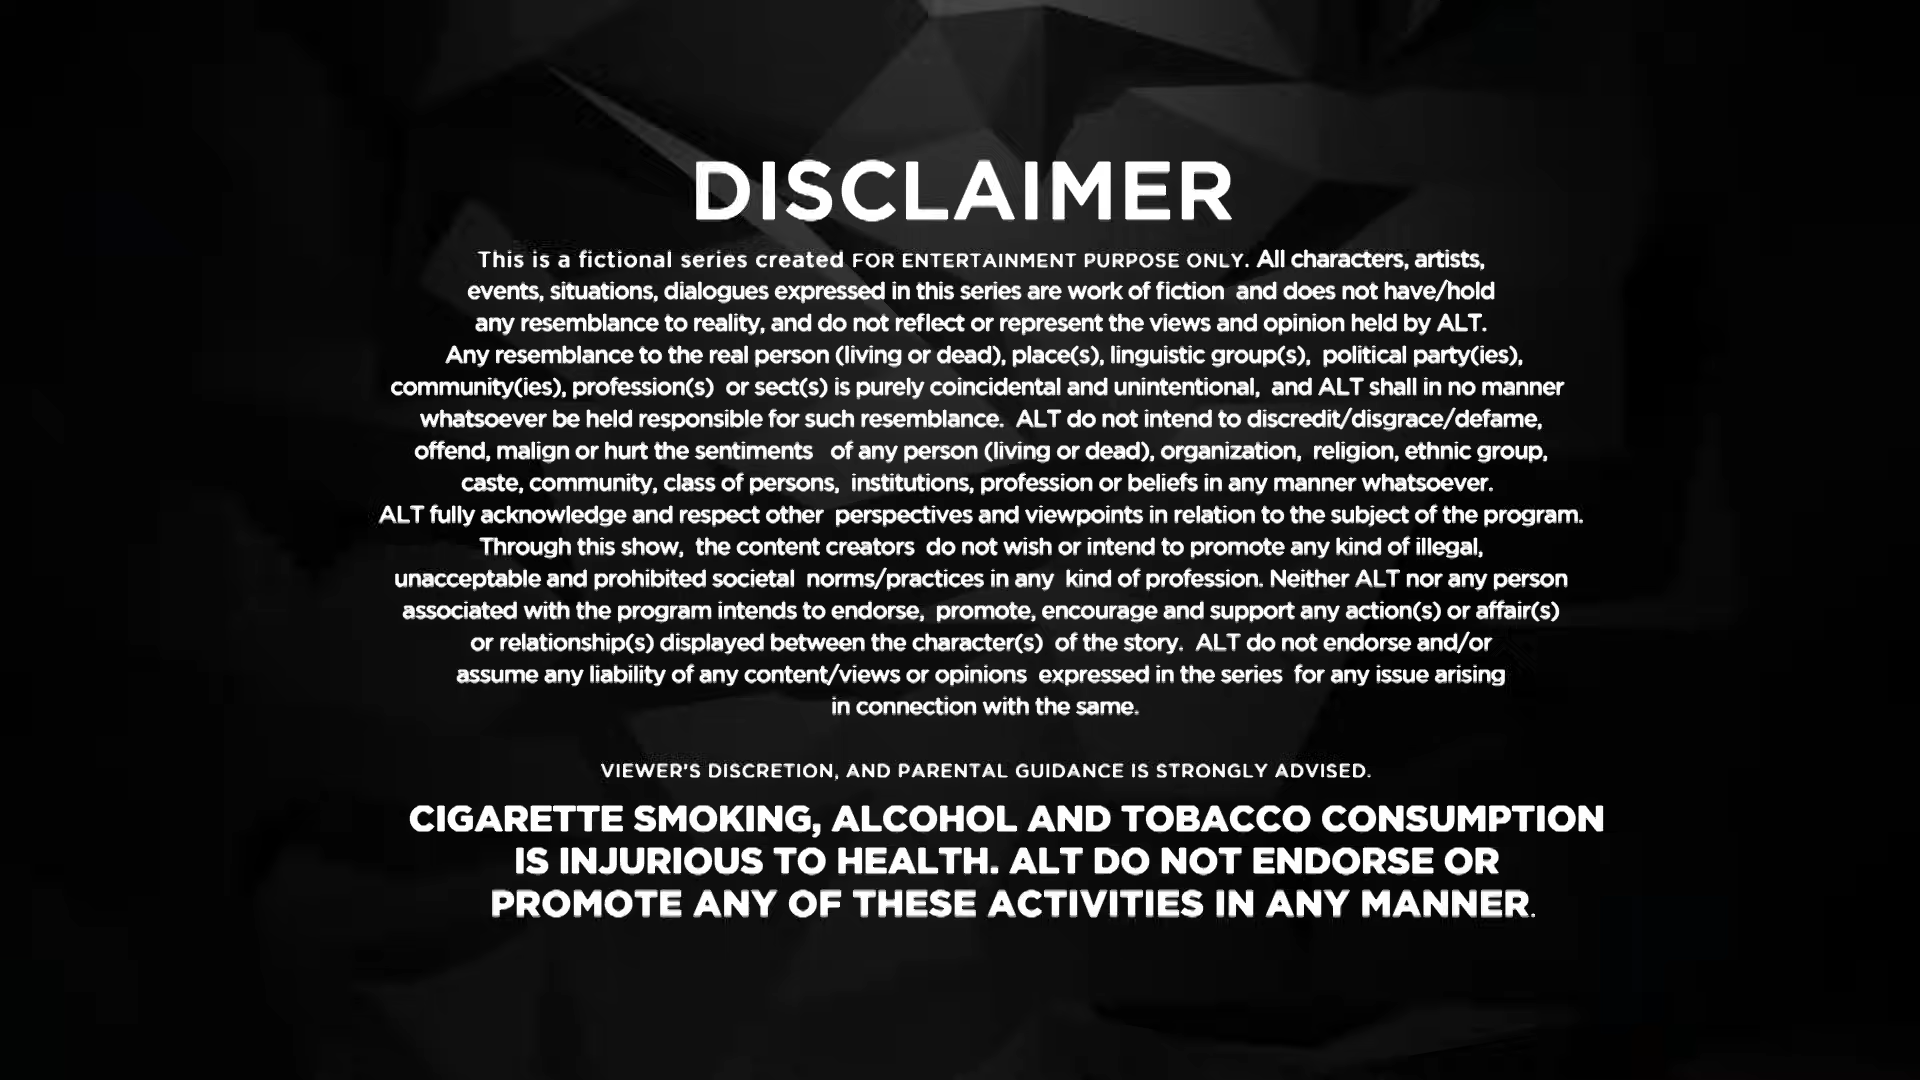 DISCLAIMER
This is a fictional series created FOR ENTERTAINMENT PURPOSE ONLY. All characters, artists,
events, situations, dialogues expressed in this series are work of fiction and does not have/hold
any resemblance to reality, and do not reflect or represent the views and opinion held by ALT.
Any resemblance to the real person (living or dead), place(s), linguistic group(s), political party(ies),
community(ies), profession(s) or sect(s) is purely coincidental and unintentional, and ALT shall in no manner
whatsoever be held responsible for such resemblance. ALT do not intend to discredit/disgrace/defame,
offend, malign or hurt the sentiments of any person (living or dead), organization, religion, ethnic group,
caste, community, class of persons, institutions, profession or beliefs in any manner whatsoever.
ALT fully acknowledge and respect other perspectives and viewpoints in relation to the subject of the program.
Through this show, the content creators do not wish or intend to promote any kind of illegal,
unacceptable and prohibited societal norms/practices in any kind of profession. Neither ALT nor any person
associated with the program intends to endorse, promote, encourage and support any action(s) or affair(s)
or relationship(s) displayed between the character(s) of the story. ALT do not endorse and/or
assume any liability of any content/views or opinions expressed in the series for any issue arising
in connection with the same.
VIEWER'S DISCRETION, AND PARENTAL GUIDANCE IS STRONGLY ADVISED.
CIGARETTE SMOKING, ALCOHOL AND TOBACCO CONSUMPTION
IS INJURIOUS TO HEALTH. ALT DO NOT ENDORSE OR
PROMOTE ANY OF THESE ACTIVITIES IN ANY MANNER.